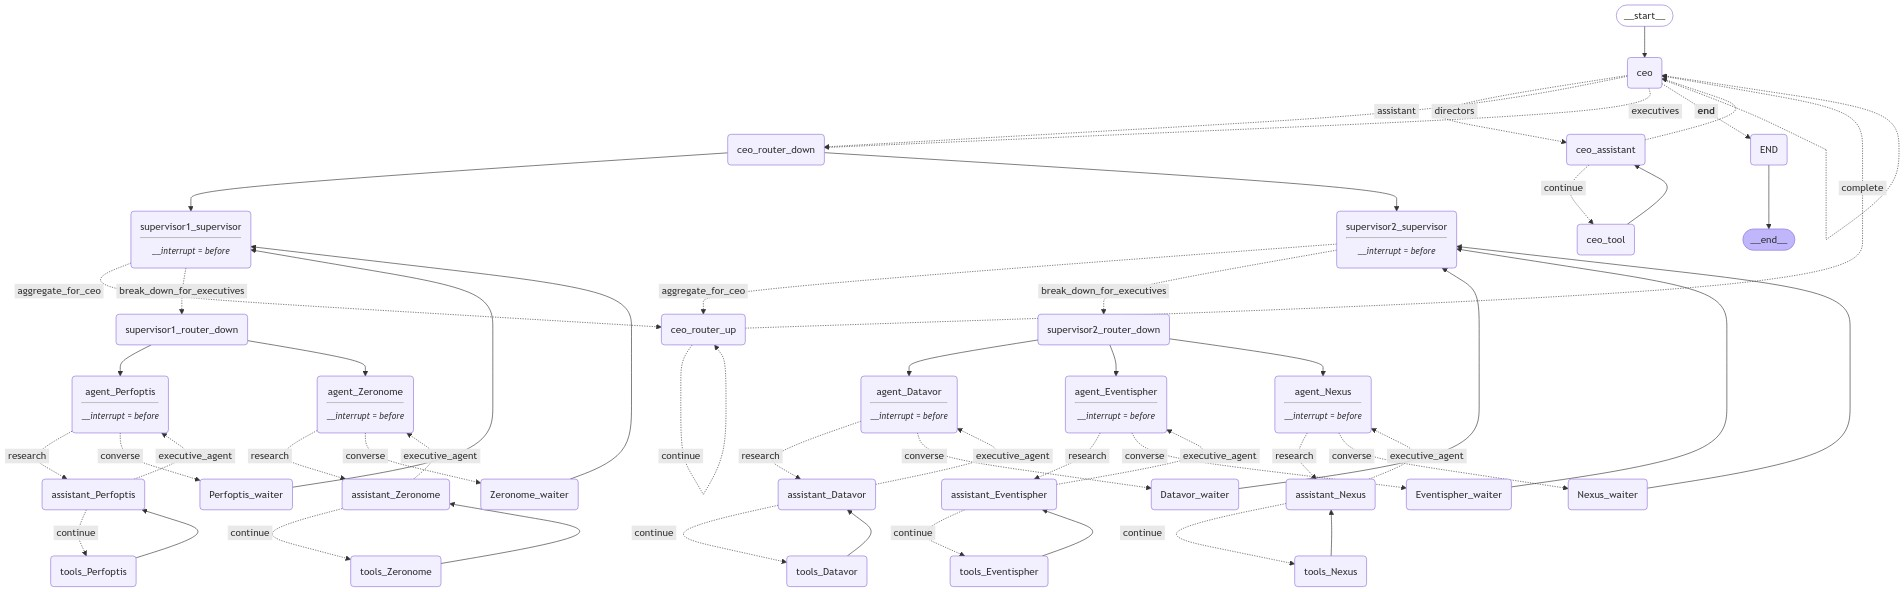 __start__
ceo
assistant
directors
executives
end
ceo_router_down
ceo_assistant
END
continue
complete
supervisor1_supervisor
__interrupt = before
supervisor2_supervisor
__interrupt = before
ceo_tool
__end__
aggregate_for_ceo
break_down_for_executives
aggregate_for_ceo
break_down_for_executives
supervisor1_router_down
ceo_router_up
supervisor2_router_down
agent_Perfoptis
__interrupt = before
agent_Zeronome
__interrupt = before
agent_Datavor
__interrupt = before
agent_Eventispher
__interrupt = before
agent_Nexus
__interrupt = before
research
converse
executive_agent
research
converse
executive_agent
continue
research
converse
executive_agent
research
converse
executive_agent
research
converse
executive_agent
assistant_Perfoptis
Perfoptis_waiter
assistant_Zeronome
Zeronome_waiter
assistant_Datavor
assistant_Eventispher
Datavor_waiter
assistant_Nexus
Eventispher_waiter
Nexus_waiter
continue
continue
continue
continue
continue
tools_Perfoptis
tools_Zeronome
tools_Datavor
tools_Eventispher
tools_Nexus